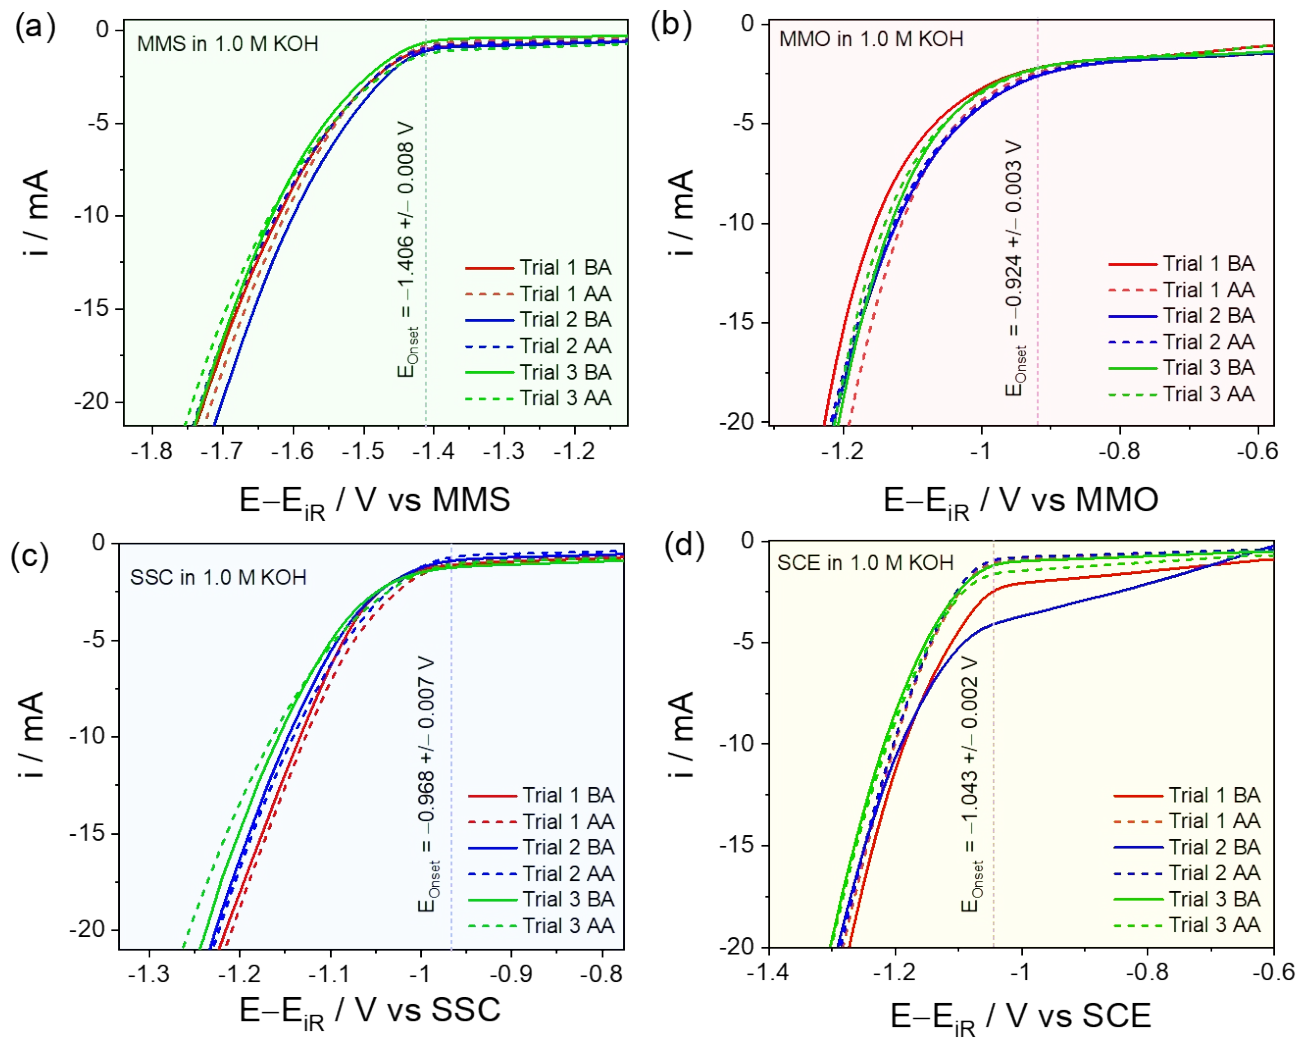 (a)
MMS in 1.0 M KOH
0
-5
-10
-15
-20
i / mA
E_Onset = −1.406 +/− 0.008 V
Trial 1 BA
Trial 1 AA
Trial 2 BA
Trial 2 AA
Trial 3 BA
Trial 3 AA
-1.8 -1.7 -1.6 -1.5 -1.4 -1.3 -1.2
E−E_iR / V vs MMS
(b)
MMO in 1.0 M KOH
0
-5
-10
-15
-20
i / mA
E_Onset = −0.924 +/− 0.003 V
Trial 1 BA
Trial 1 AA
Trial 2 BA
Trial 2 AA
Trial 3 BA
Trial 3 AA
-1.2 -1 -0.8 -0.6
E−E_iR / V vs MMO
(c)
SSC in 1.0 M KOH
0
-5
-10
-15
-20
i / mA
E_Onset = −0.968 +/− 0.007 V
Trial 1 BA
Trial 1 AA
Trial 2 BA
Trial 2 AA
Trial 3 BA
Trial 3 AA
-1.3 -1.2 -1.1 -1 -0.9 -0.8
E−E_iR / V vs SSC
(d)
SCE in 1.0 M KOH
0
-5
-10
-15
-20
i / mA
E_Onset = −1.043 +/− 0.002 V
Trial 1 BA
Trial 1 AA
Trial 2 BA
Trial 2 AA
Trial 3 BA
Trial 3 AA
-1.4 -1.2 -1 -0.8 -0.6
E−E_iR / V vs SCE